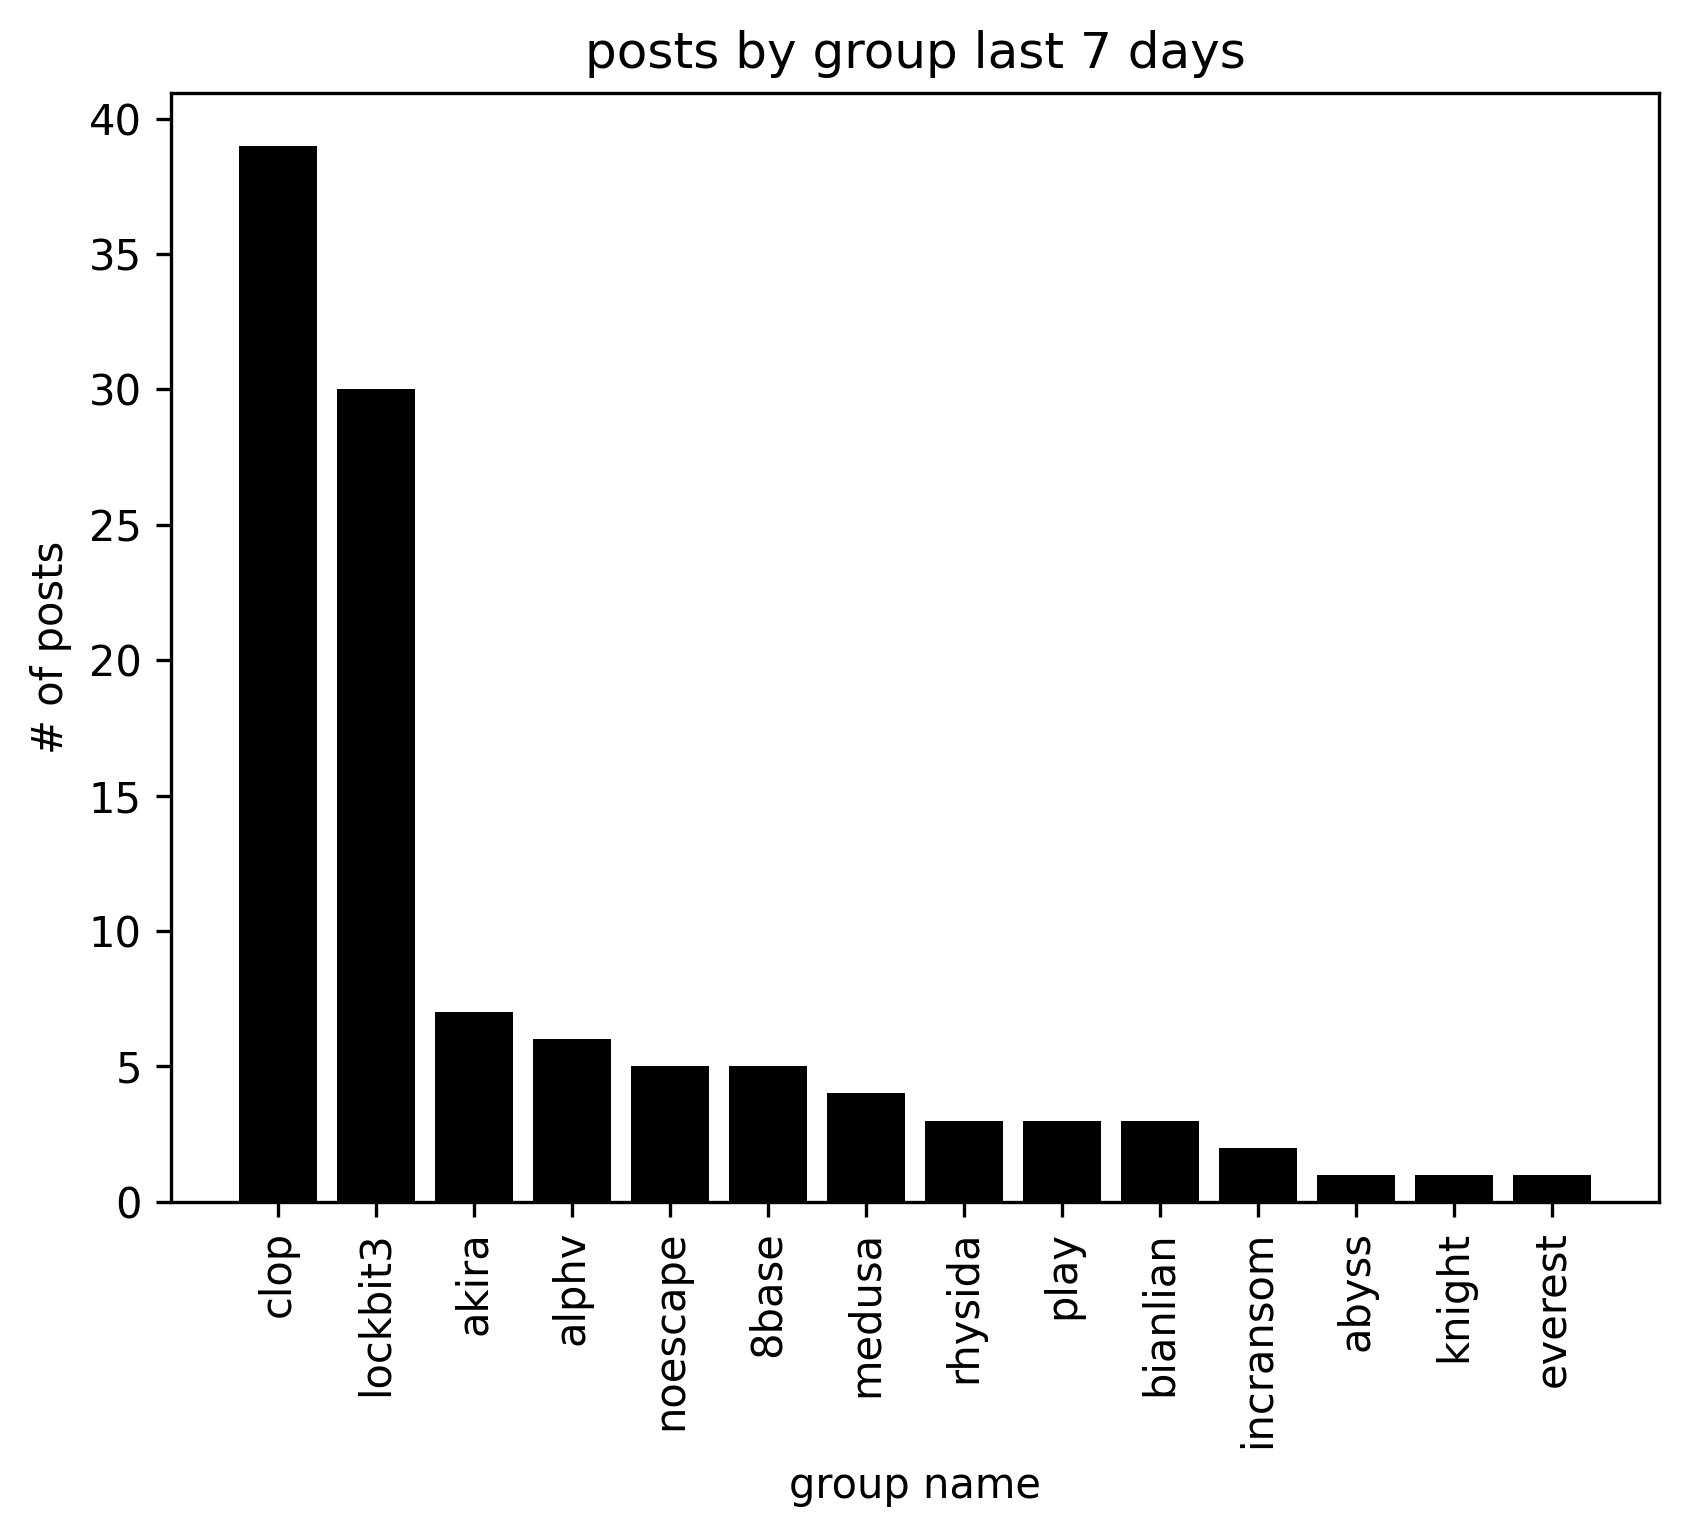 posts by group last 7 days
# of posts
40
35
30
25
20
15
10
5
0
clop
lockbit3
akira
alphv
noescape
8base
medusa
rhysida
play
bianlian
incransom
abyss
knight
everest
group name